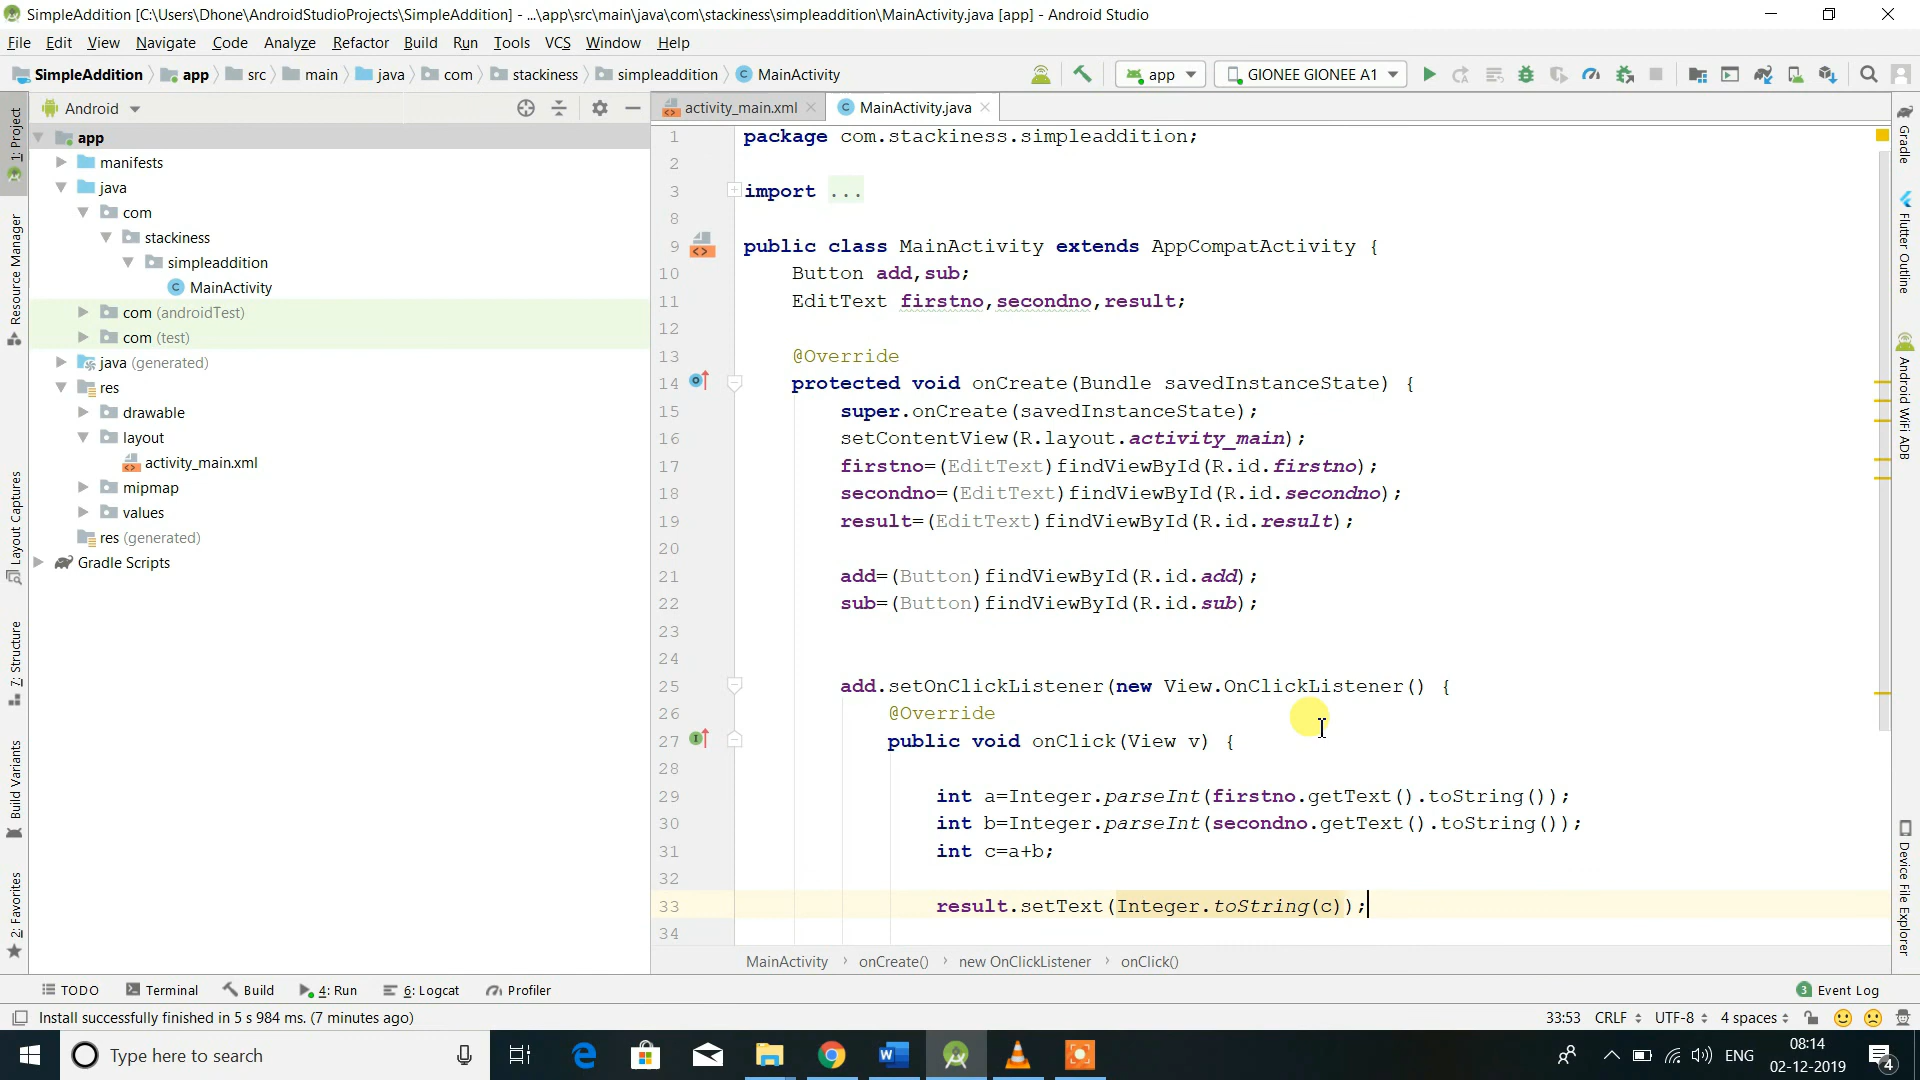 SimpleAddition [C:\Users\Dhone\AndroidStudioProjects\SimpleAddition] - ...\app\src\main\java\com\stackiness\simpleaddition\MainActivity.java [app] - Android Studio
File Edit View Navigate Code Analyze Refactor Build Run Tools VCS Window Help
SimpleAddition app src main java com stackiness simpleaddition MainActivity app GIONEE GIONEE A1
Android
activity_main.xml MainActivity.java
1: Project
Resource Manager
Layout Captures
7: Structure
Build Variants
2: Favorites
app
manifests
java
com
stackiness
simpleaddition
MainActivity
com (androidTest)
com (test)
java (generated)
res
drawable
layout
activity_main.xml
mipmap
values
res (generated)
Gradle Scripts
1 package com.stackiness.simpleaddition;
2
3 import ...
8
9 public class MainActivity extends AppCompatActivity {
10 Button add,sub;
11 EditText firstno,secondno,result;
12
13 @Override
14 protected void onCreate(Bundle savedInstanceState) {
15 super.onCreate(savedInstanceState);
16 setContentView(R.layout.activity_main);
17 firstno=(EditText)findViewById(R.id.firstno);
18 secondno=(EditText)findViewById(R.id.secondno);
19 result=(EditText)findViewById(R.id.result);
20
21 add=(Button)findViewById(R.id.add);
22 sub=(Button)findViewById(R.id.sub);
23
24
25 add.setOnClickListener(new View.OnClickListener() {
26 @Override
27 public void onClick(View v) {
28
29 int a=Integer.parseInt(firstno.getText().toString());
30 int b=Integer.parseInt(secondno.getText().toString());
31 int c=a+b;
32
33 result.setText(Integer.toString(c));
34
MainActivity onCreate() new OnClickListener onClick()
Gradle
Flutter Outline
Android WiFi ADB
Device File Explorer
TODO Terminal Build 4: Run 6: Logcat Profiler 3 Event Log
Install successfully finished in 5 s 984 ms. (7 minutes ago) 33:53 CRLF UTF-8 4 spaces
Type here to search ENG 08:14
02-12-2019 4